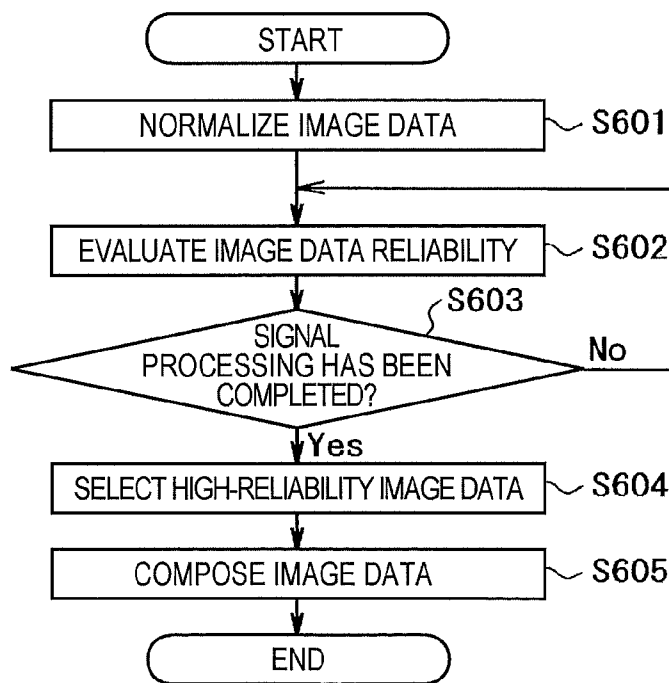 START
NORMALIZE IMAGE DATA
S601
EVALUATE IMAGE DATA RELIABILITY
S602
S603
SIGNAL
PROCESSING HAS BEEN
COMPLETED?
No
Yes
SELECT HIGH-RELIABILITY IMAGE DATA
S604
COMPOSE IMAGE DATA
S605
END